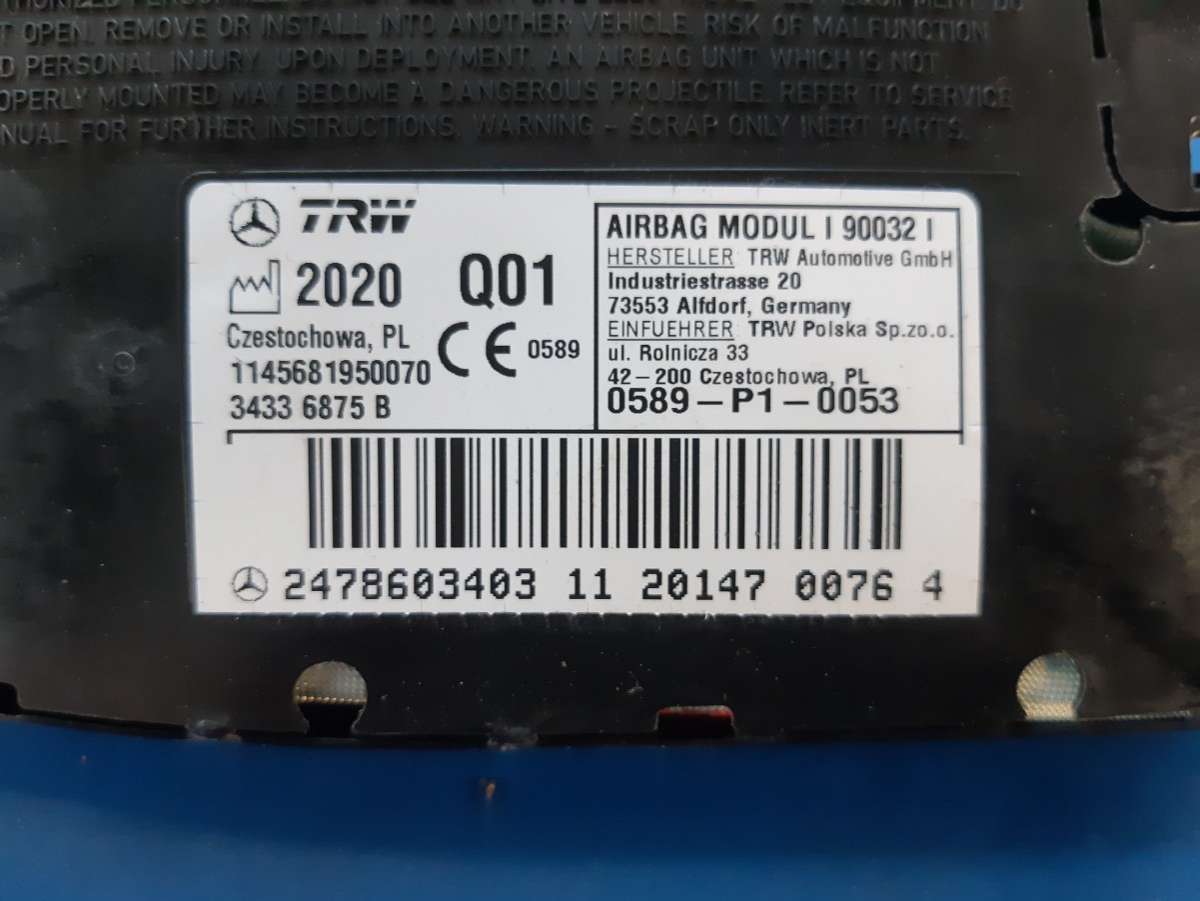 OPEN, REMOVE OR INSTALL INTO ANOTHER VEHICLE. RISK OF MALFUNCTION
PERSONAL INJURY. UPON DEPLOYMENT, AN AIRBAG UNIT WHICH IS NOT
OPERLY MOUNTED MAY BECOME A DANGEROUS PROJECTILE. REFER TO SERVICE
NUAL FOR FURTHER INSTRUCTIONS. WARNING - SCRAP ONLY INERT PARTS.
TRW
2020 Q01
Czestochowa, PL
CE 0589
1145681950070
3433 6875 B
AIRBAG MODUL I 90032 I
HERSTELLER: TRW Automotive GmbH
Industriestrasse 20
73553 Alfdorf, Germany
EINFUEHRER: TRW Polska Sp.zo.o.
ul. Rolnicza 33
42-200 Czestochowa, PL
0589-P1-0053
2478603403 11 20147 0076 4